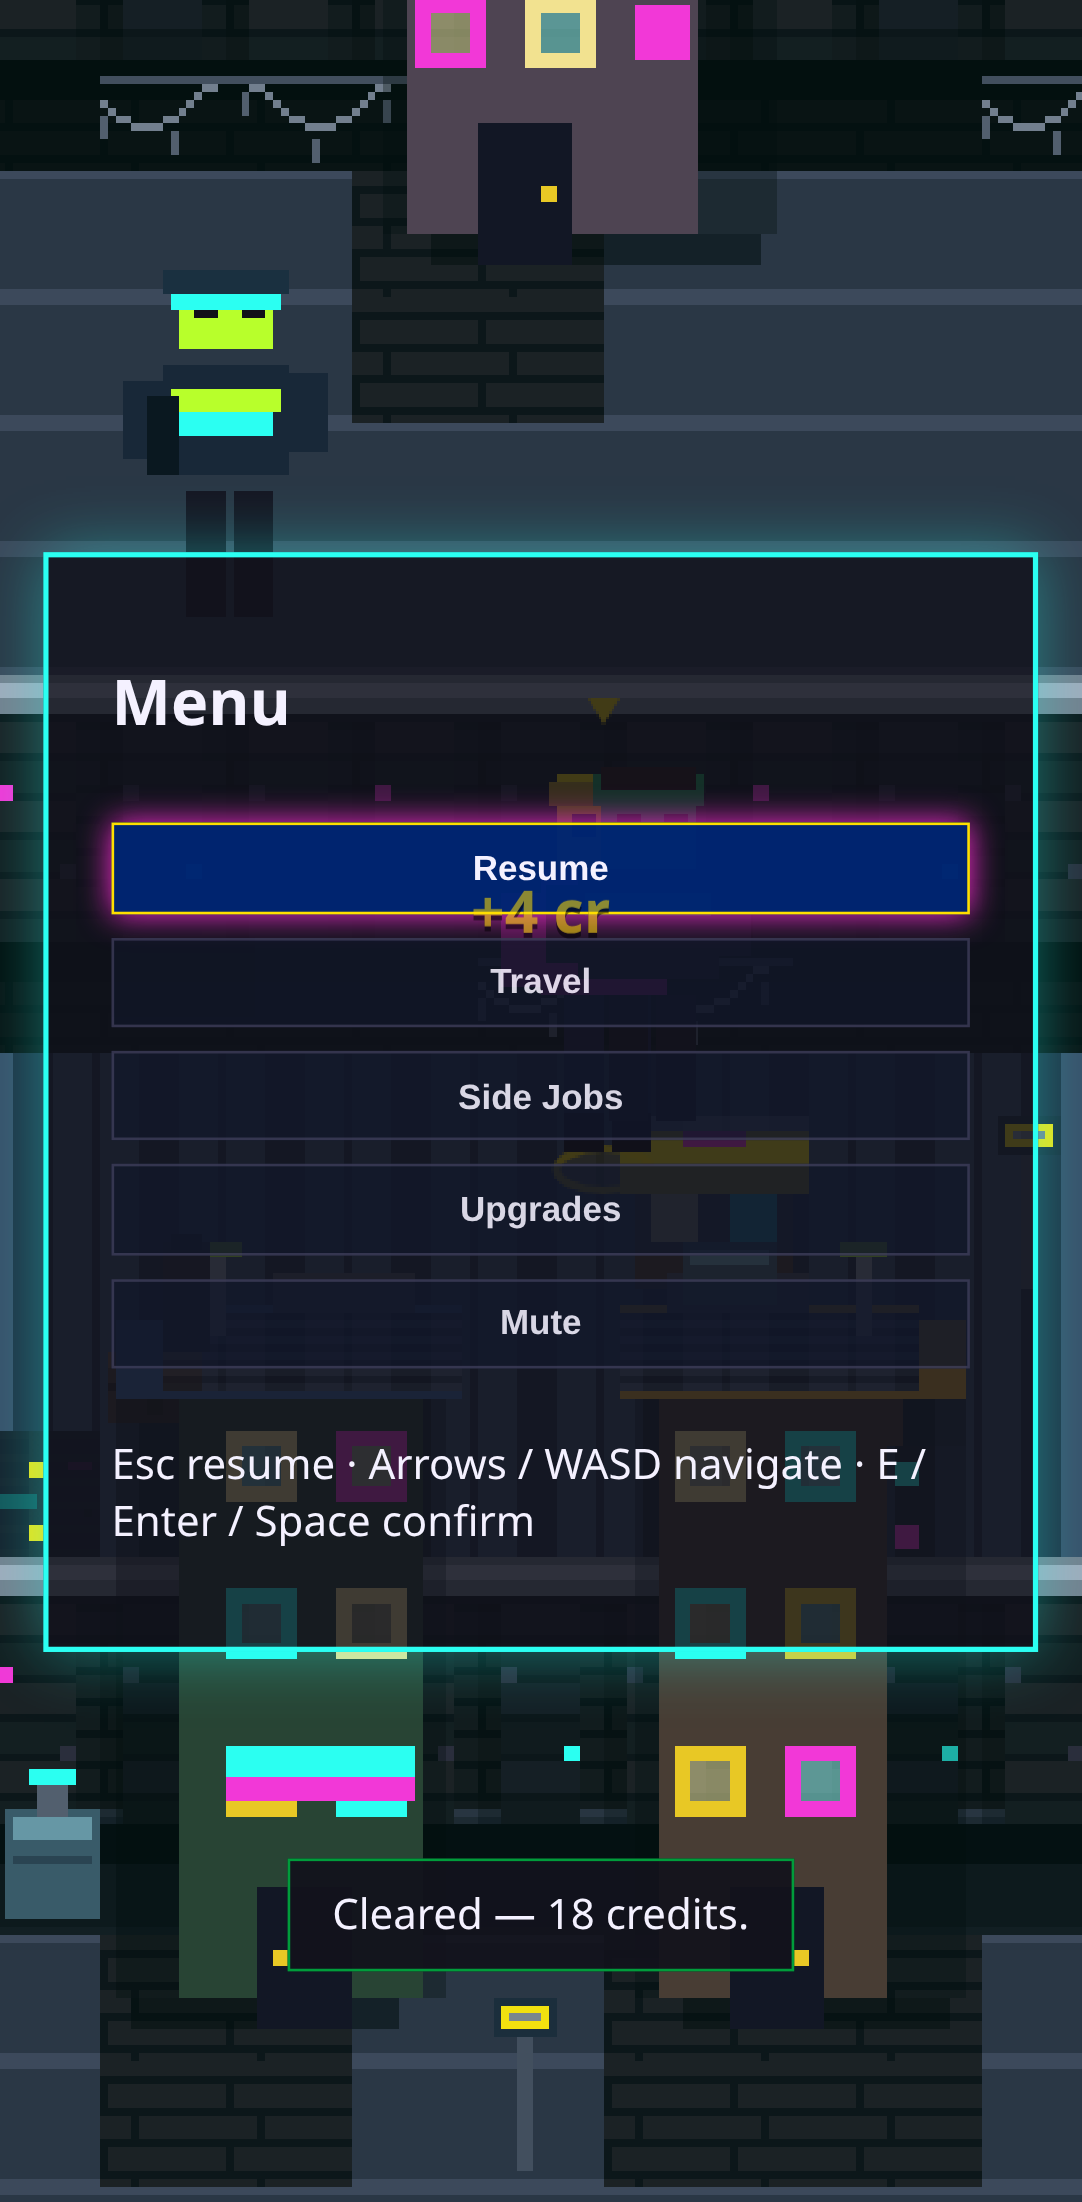 Menu
Resume
+4 cr
Travel
Side Jobs
Upgrades
Mute
Esc resume · Arrows / WASD navigate · E /
Enter / Space confirm
Cleared — 18 credits.